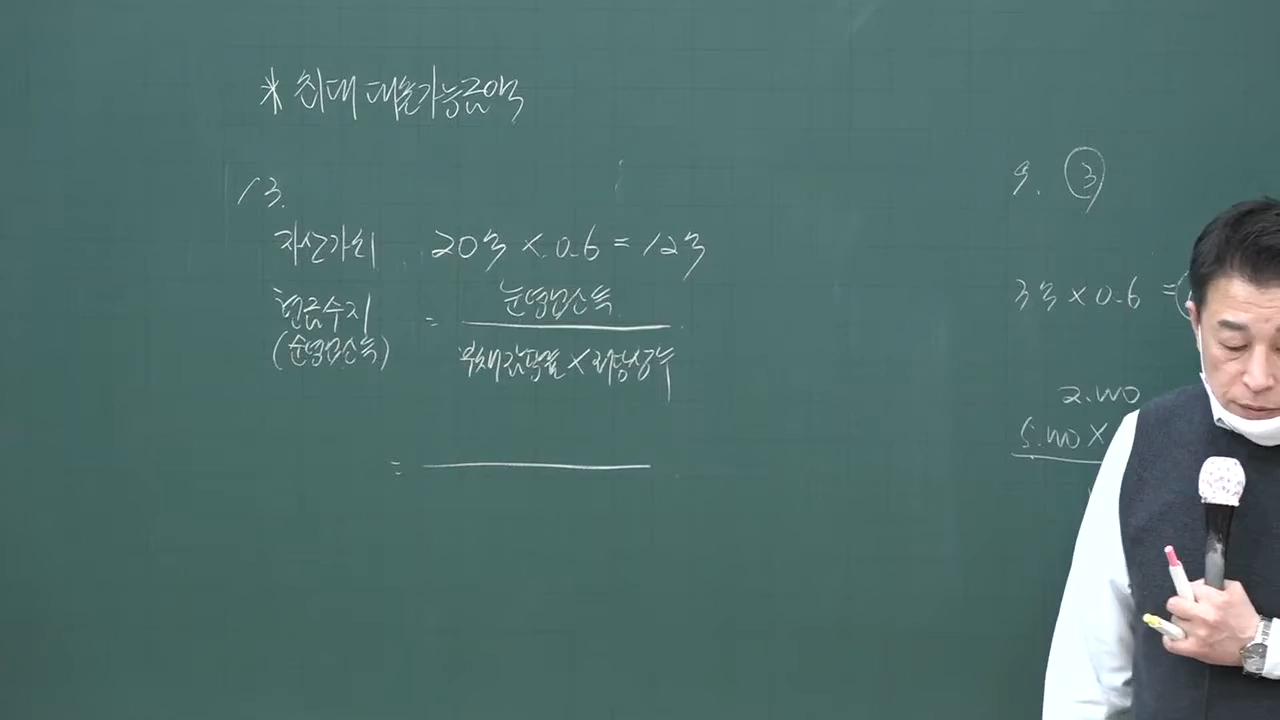 * 최대 대출가능금액
13.
자산가치 20억 × 0.6 = 12억
현금수지 = 순영업소득
(순영업소득) 부채감당률 × 저당상수
=
9. ③
3억 × 0.6 =
2.WO
5.WO ×